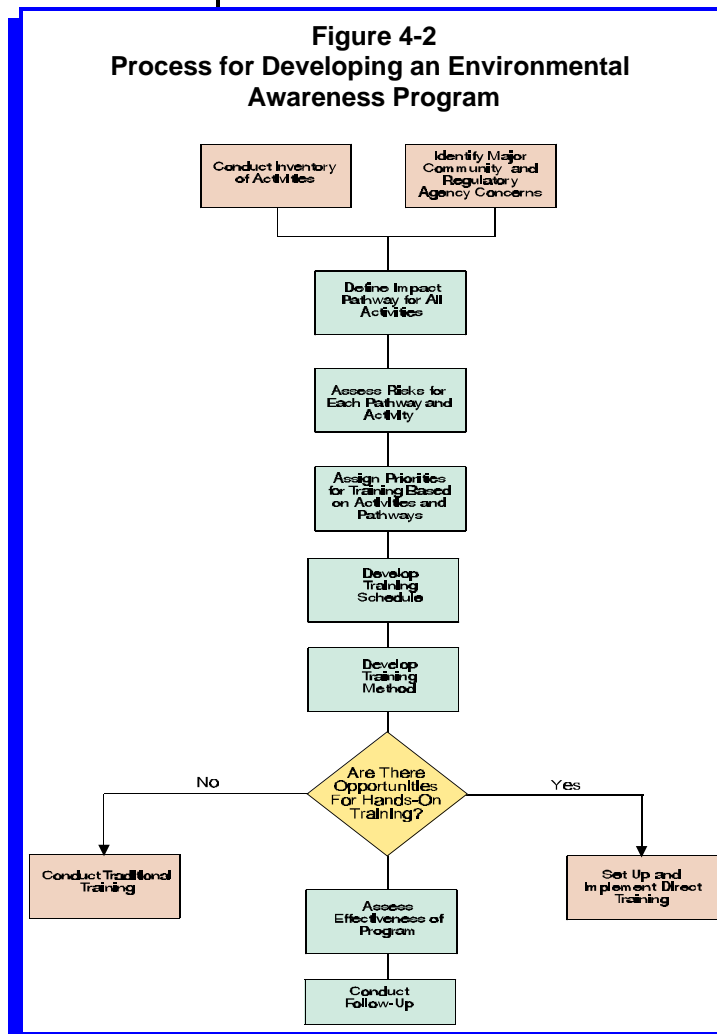 Figure 4-2
Process for Developing an Environmental
Awareness Program
Conduct Inventory
of Activities
Identify Major
Community and
Regulatory
Agency Concerns
Define Impact
Pathway for All
Activities
Assess Risks for
Each Pathway and
Activity
Assign Priorities
for Training Based
on Activities and
Pathways
Develop
Training
Schedule
Develop
Training
Method
Are There
Opportunities
For Hands-On
Training?
No
Yes
Conduct Traditional
Training
Set Up and
Implement Direct
Training
Assess
Effectiveness of
Program
Conduct
Follow-Up